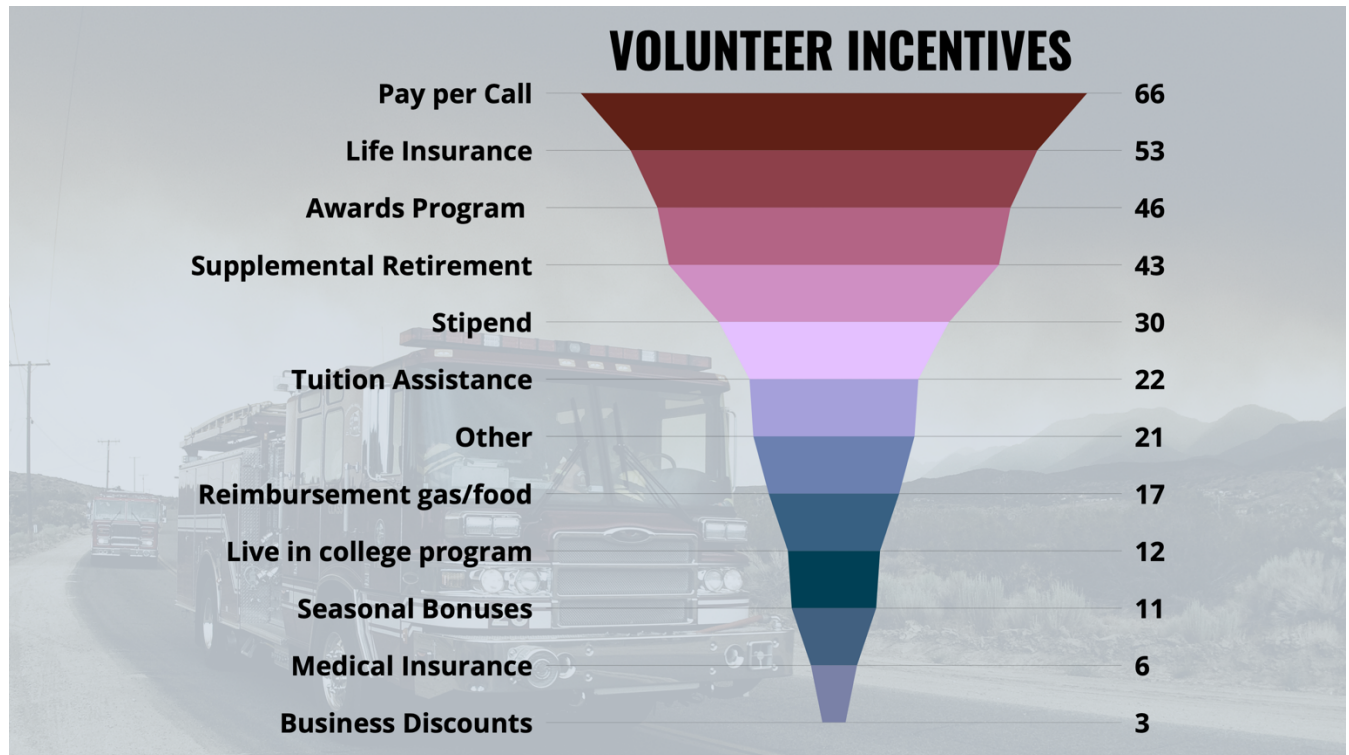 VOLUNTEER INCENTIVES
Pay per Call 66
Life Insurance 53
Awards Program 46
Supplemental Retirement 43
Stipend 30
Tuition Assistance 22
Other 21
Reimbursement gas/food 17
Live in college program 12
Seasonal Bonuses 11
Medical Insurance 6
Business Discounts 3